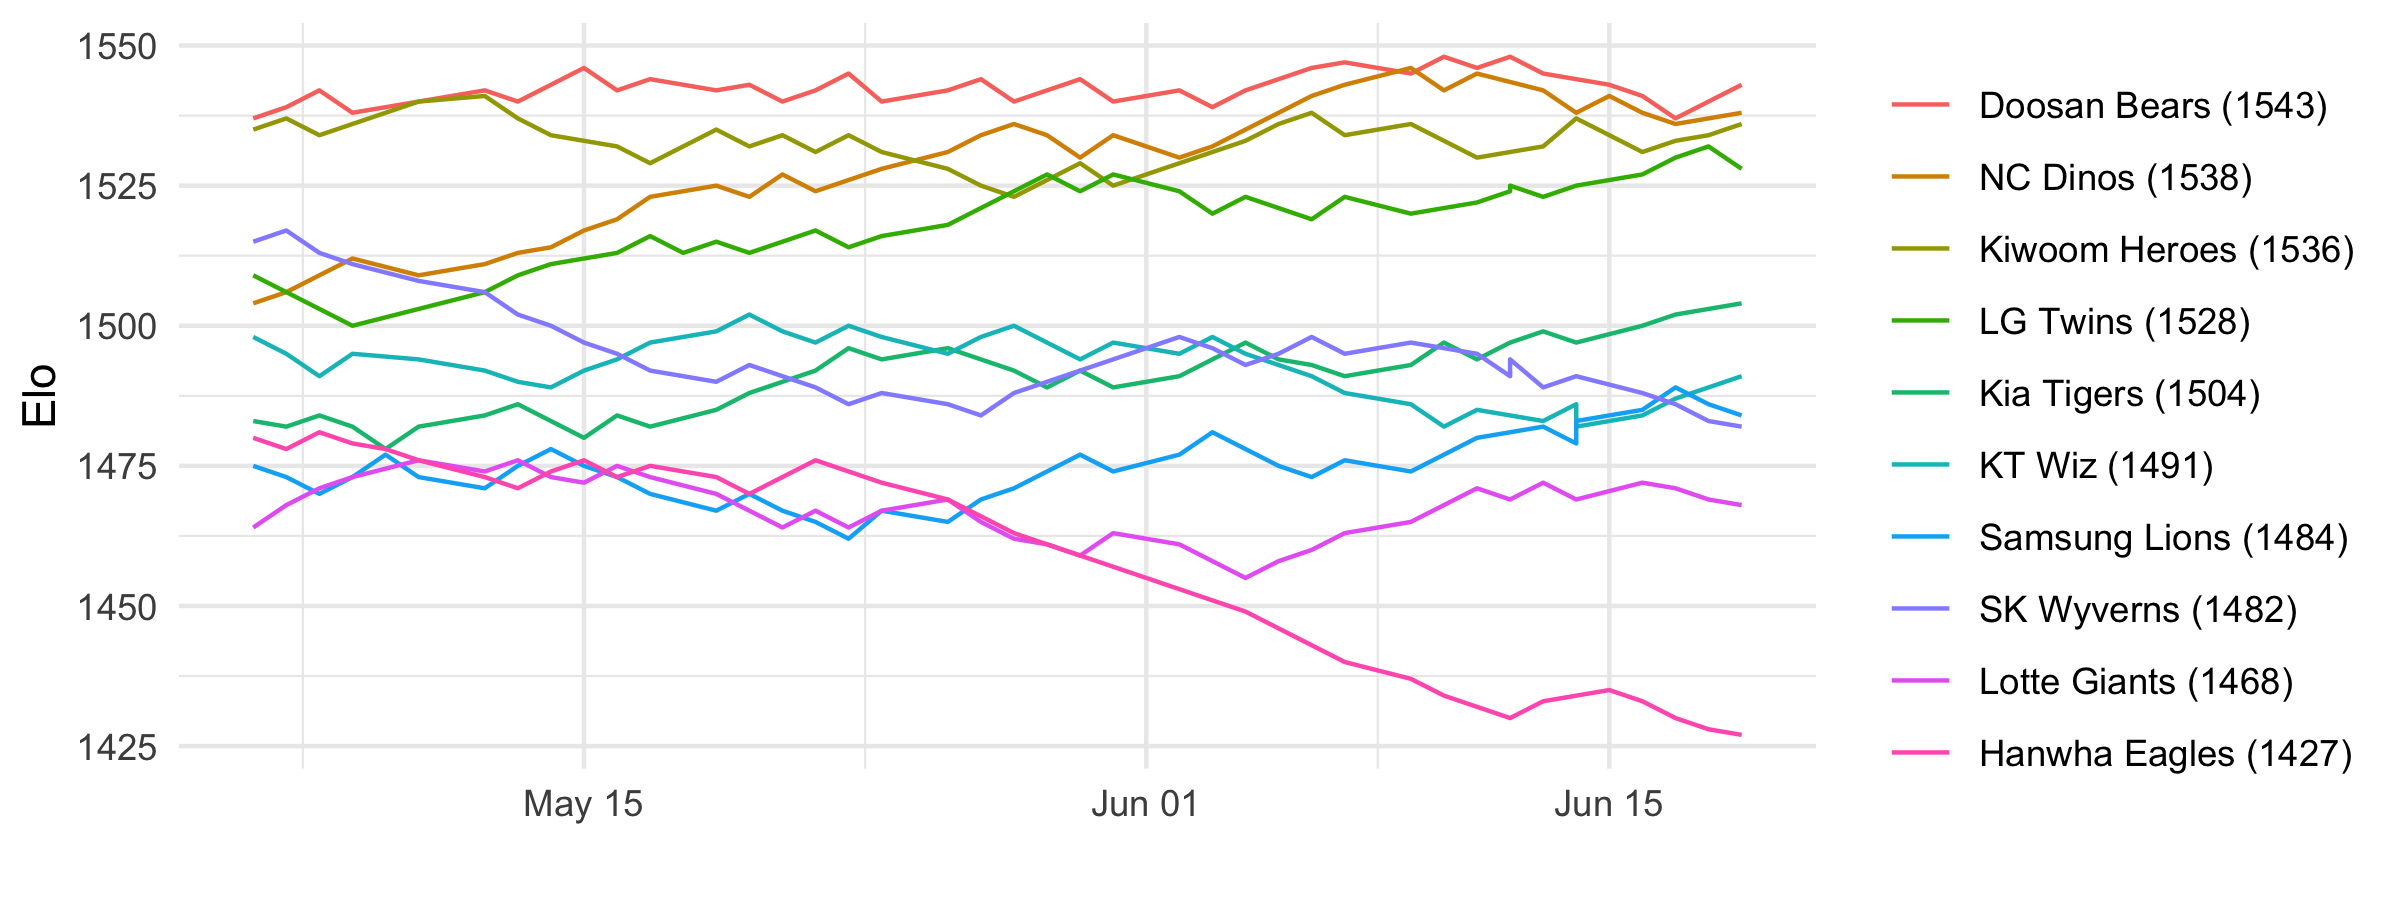 Elo
1550
1525
1500
1475
1450
1425
May 15
Jun 01
Jun 15
Doosan Bears (1543)
NC Dinos (1538)
Kiwoom Heroes (1536)
LG Twins (1528)
Kia Tigers (1504)
KT Wiz (1491)
Samsung Lions (1484)
SK Wyverns (1482)
Lotte Giants (1468)
Hanwha Eagles (1427)